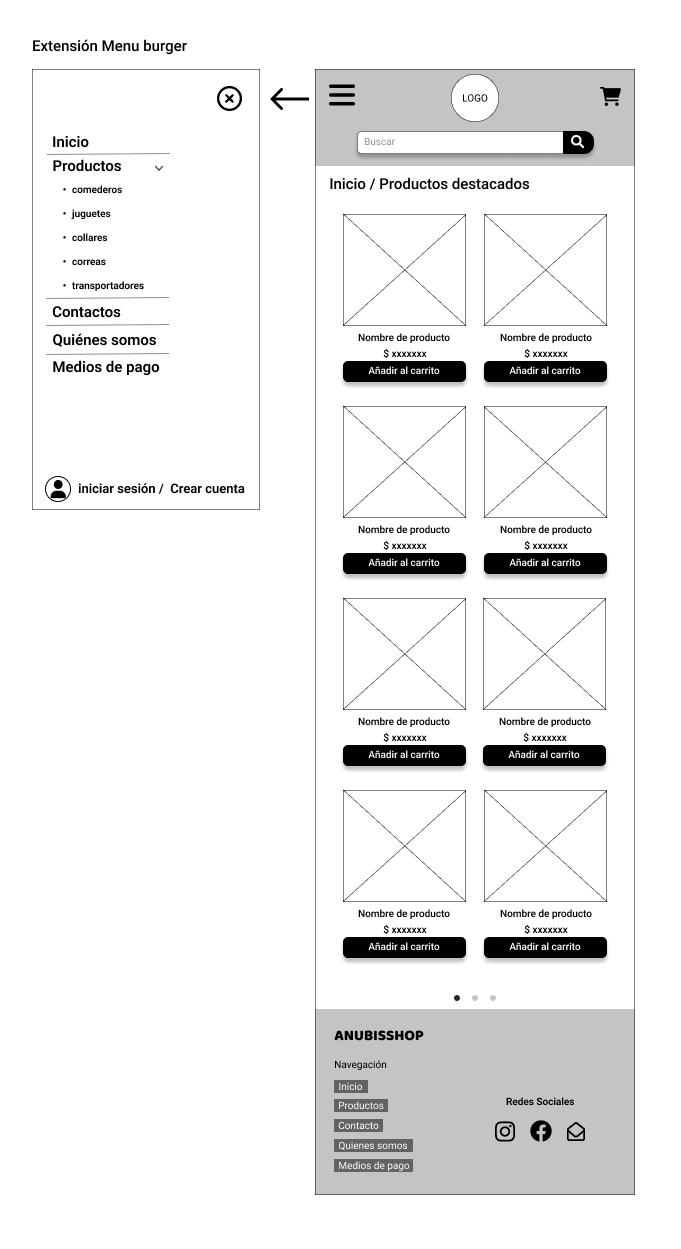 Extensión Menu burger
Inicio
Productos
• comederos
• juguetes
• collares
• correas
• transportadores
Contactos
Quiénes somos
Medios de pago
iniciar sesión / Crear cuenta
LOGO
Buscar
Inicio / Productos destacados
Nombre de producto
$ xxxxxxx
Añadir al carrito
Nombre de producto
$ xxxxxxx
Añadir al carrito
Nombre de producto
$ xxxxxxx
Añadir al carrito
Nombre de producto
$ xxxxxxx
Añadir al carrito
Nombre de producto
$ xxxxxxx
Añadir al carrito
Nombre de producto
$ xxxxxxx
Añadir al carrito
Nombre de producto
$ xxxxxxx
Añadir al carrito
Nombre de producto
$ xxxxxxx
Añadir al carrito
ANUBISSHOP
Navegación
Inicio
Productos
Contacto
Quienes somos
Medios de pago
Redes Sociales